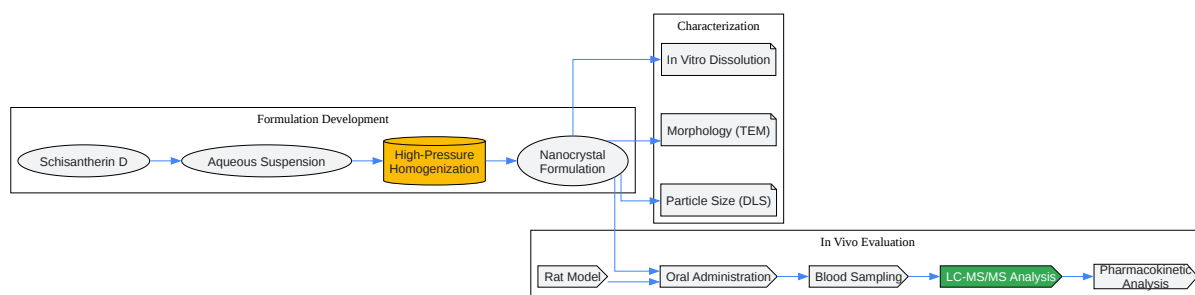 Characterization
In Vitro Dissolution
Morphology (TEM)
Particle Size (DLS)
Formulation Development
Schisantherin D
Aqueous Suspension
High-Pressure
Homogenization
Nanocrystal
Formulation
In Vivo Evaluation
Rat Model
Oral Administration
Blood Sampling
LC-MS/MS Analysis
Pharmacokinetic
Analysis